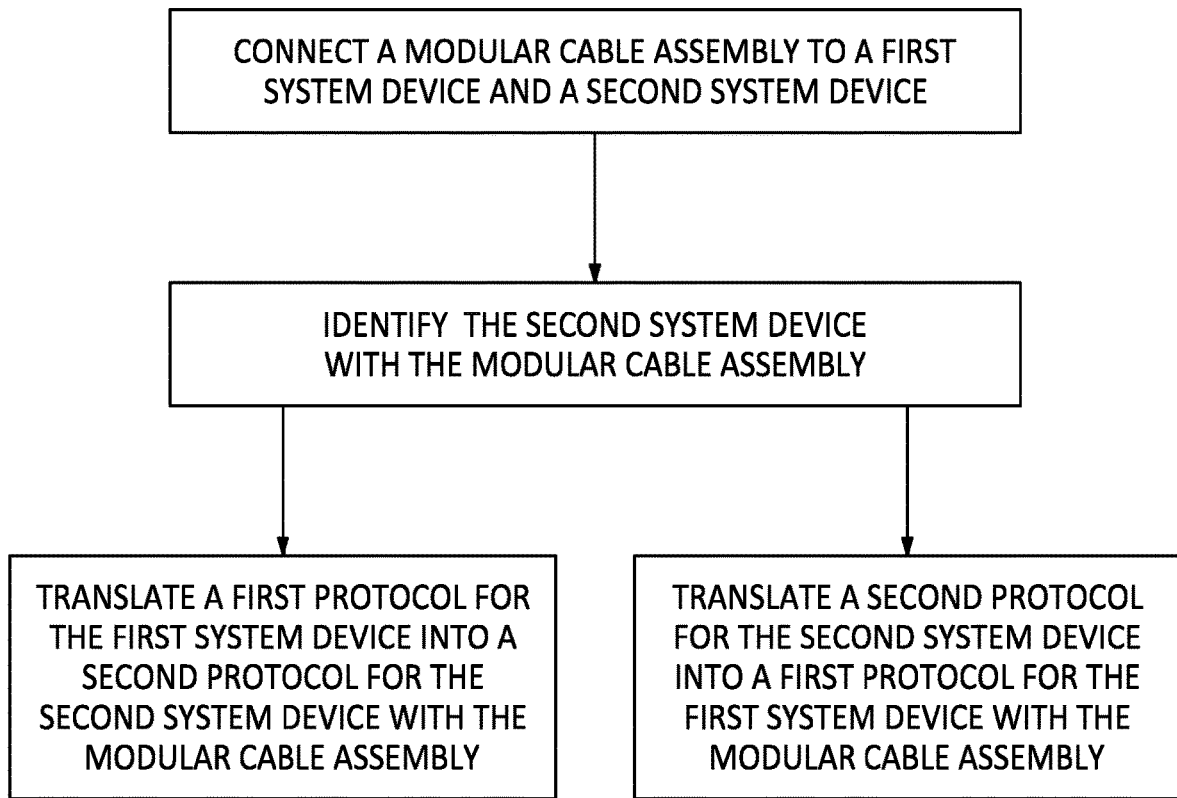 CONNECT A MODULAR CABLE ASSEMBLY TO A FIRST
SYSTEM DEVICE AND A SECOND SYSTEM DEVICE
IDENTIFY THE SECOND SYSTEM DEVICE
WITH THE MODULAR CABLE ASSEMBLY
TRANSLATE A FIRST PROTOCOL FOR
THE FIRST SYSTEM DEVICE INTO A
SECOND PROTOCOL FOR THE
SECOND SYSTEM DEVICE WITH THE
MODULAR CABLE ASSEMBLY
TRANSLATE A SECOND PROTOCOL
FOR THE SECOND SYSTEM DEVICE
INTO A FIRST PROTOCOL FOR THE
FIRST SYSTEM DEVICE WITH THE
MODULAR CABLE ASSEMBLY